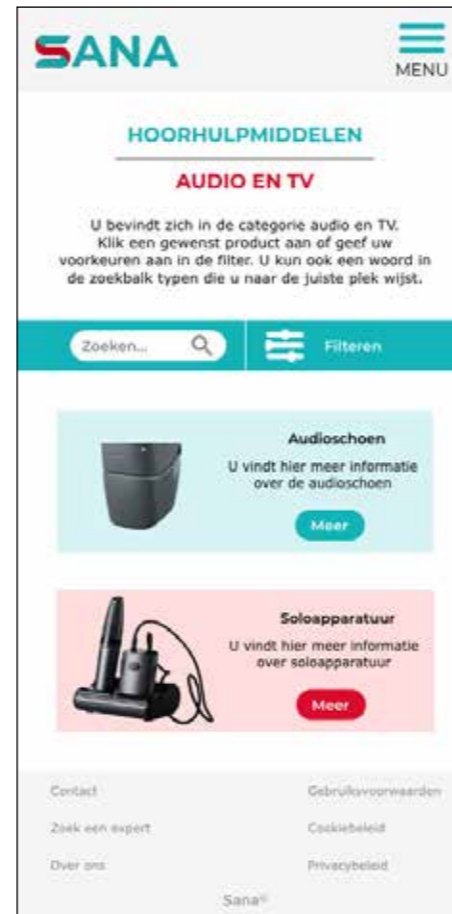 SANA
MENU
HOORHULPMIDDELEN
AUDIO EN TV
U bevindt zich in de categorie audio en TV.
Klik een gewenst product aan of geef uw
voorkeuren aan in de filter. U kun ook een woord in
de zoekbalk typen die u naar de juiste plek wijst.
Zoeken...
Filteren
Audioschoen
U vindt hier meer informatie
over de audioschoen
Meer
Soloapparatuur
U vindt hier meer informatie
over soloapparatuur
Meer
Contact
Gebruiksvoorwaarden
Zoek een expert
Cookiebeleid
Over ons
Privacybeleid
Sana®